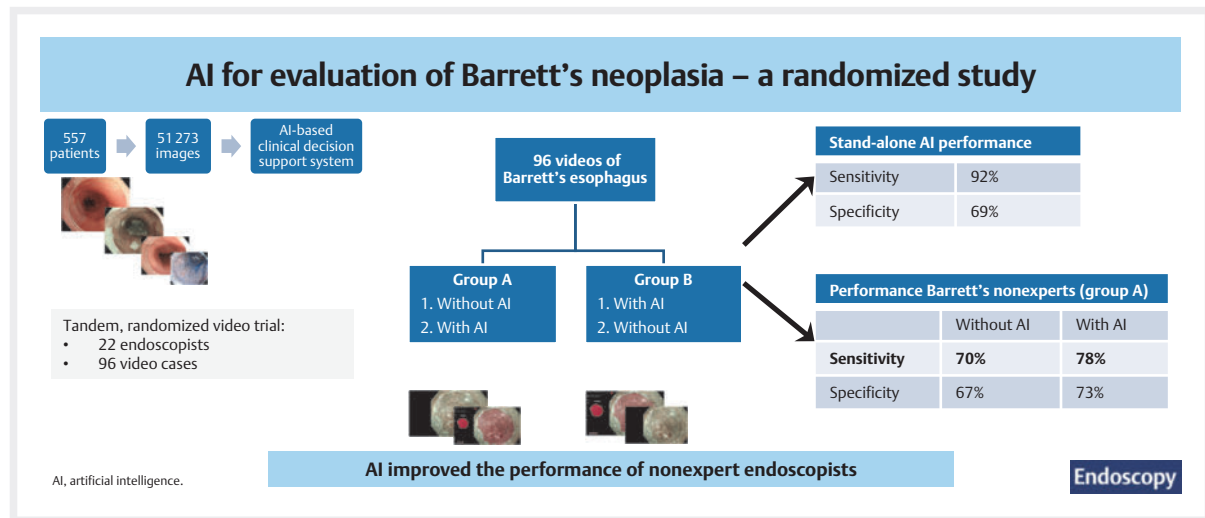 AI for evaluation of Barrett's neoplasia – a randomized study
557
patients
51 273
images
AI-based
clinical decision
support system
Tandem, randomized video trial:
• 22 endoscopists
• 96 video cases
96 videos of
Barrett's esophagus
Group A
1. Without AI
2. With AI
Group B
1. With AI
2. Without AI
Stand-alone AI performance
Sensitivity 92%
Specificity 69%
Performance Barrett's nonexperts (group A)
Without AI With AI
Sensitivity 70% 78%
Specificity 67% 73%
AI improved the performance of nonexpert endoscopists
AI, artificial intelligence.
Endoscopy